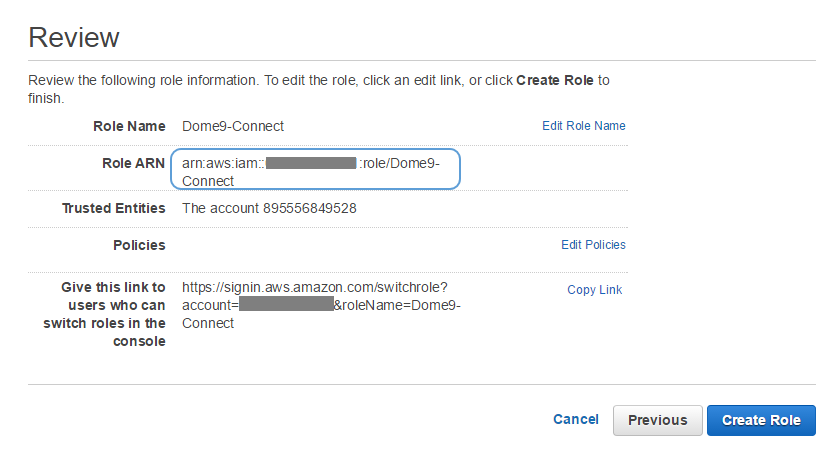 Review
Review the following role information. To edit the role, click an edit link, or click Create Role to
finish.
Role Name Dome9-Connect Edit Role Name
Role ARN arn:aws:iam:: :role/Dome9-
Connect
Trusted Entities The account 895556849528
Policies Edit Policies
Give this link to https://signin.aws.amazon.com/switchrole? Copy Link
users who can account= &roleName=Dome9-
switch roles in the Connect
console
Cancel Previous Create Role